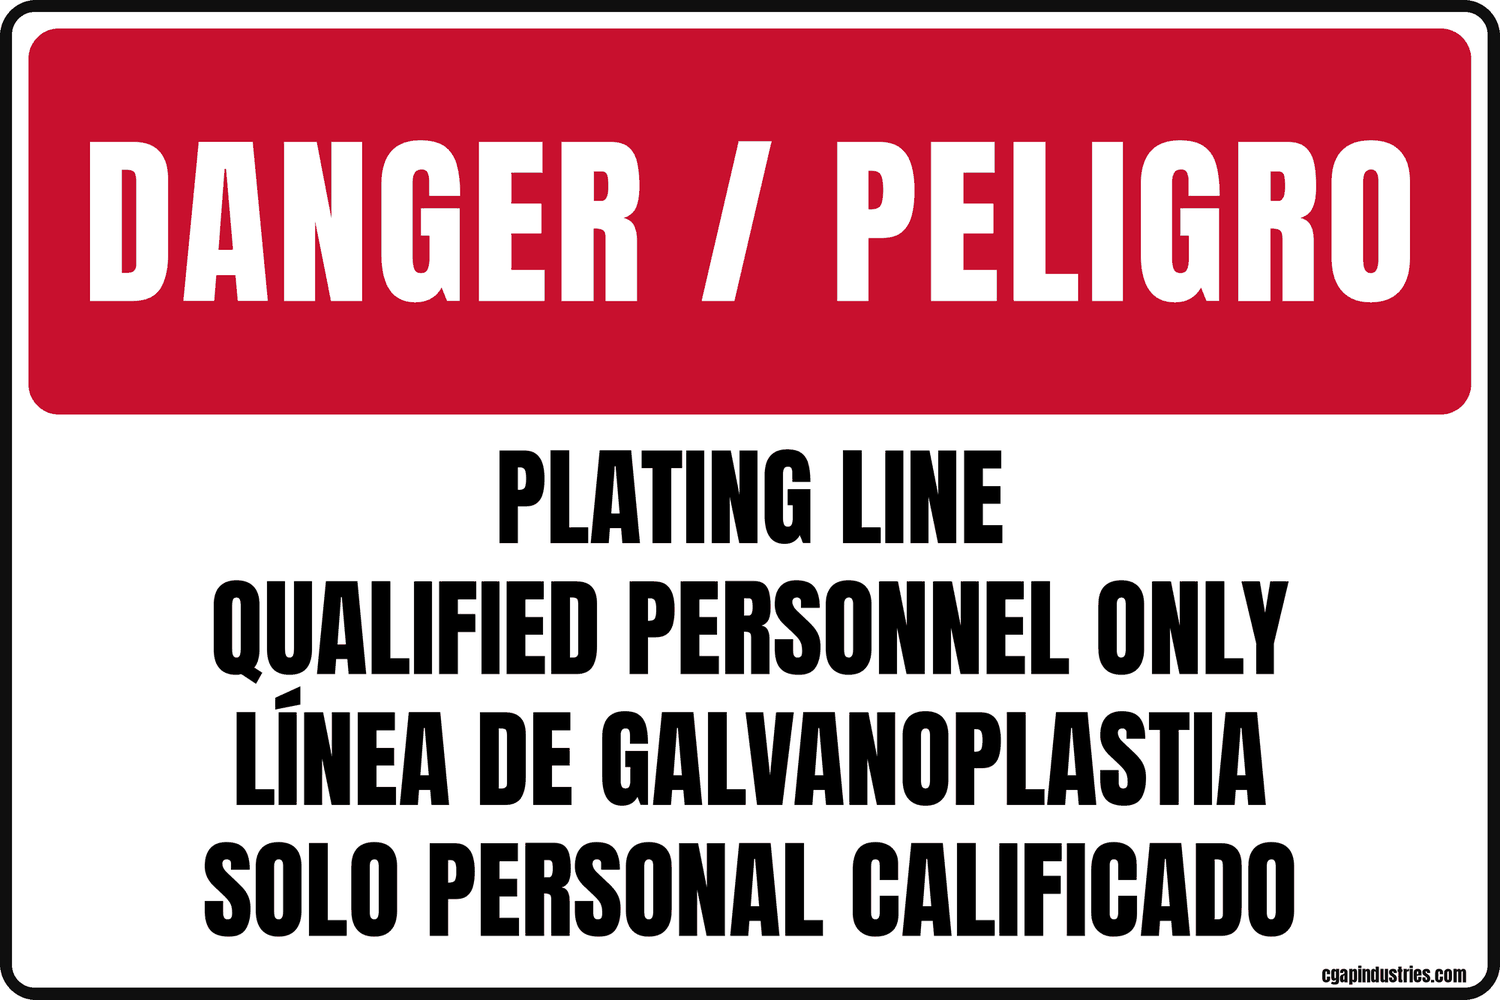 DANGER / PELIGRO
PLATING LINE
QUALIFIED PERSONNEL ONLY
LÍNEA DE GALVANOPLASTIA
SOLO PERSONAL CALIFICADO
cgapindustries.com